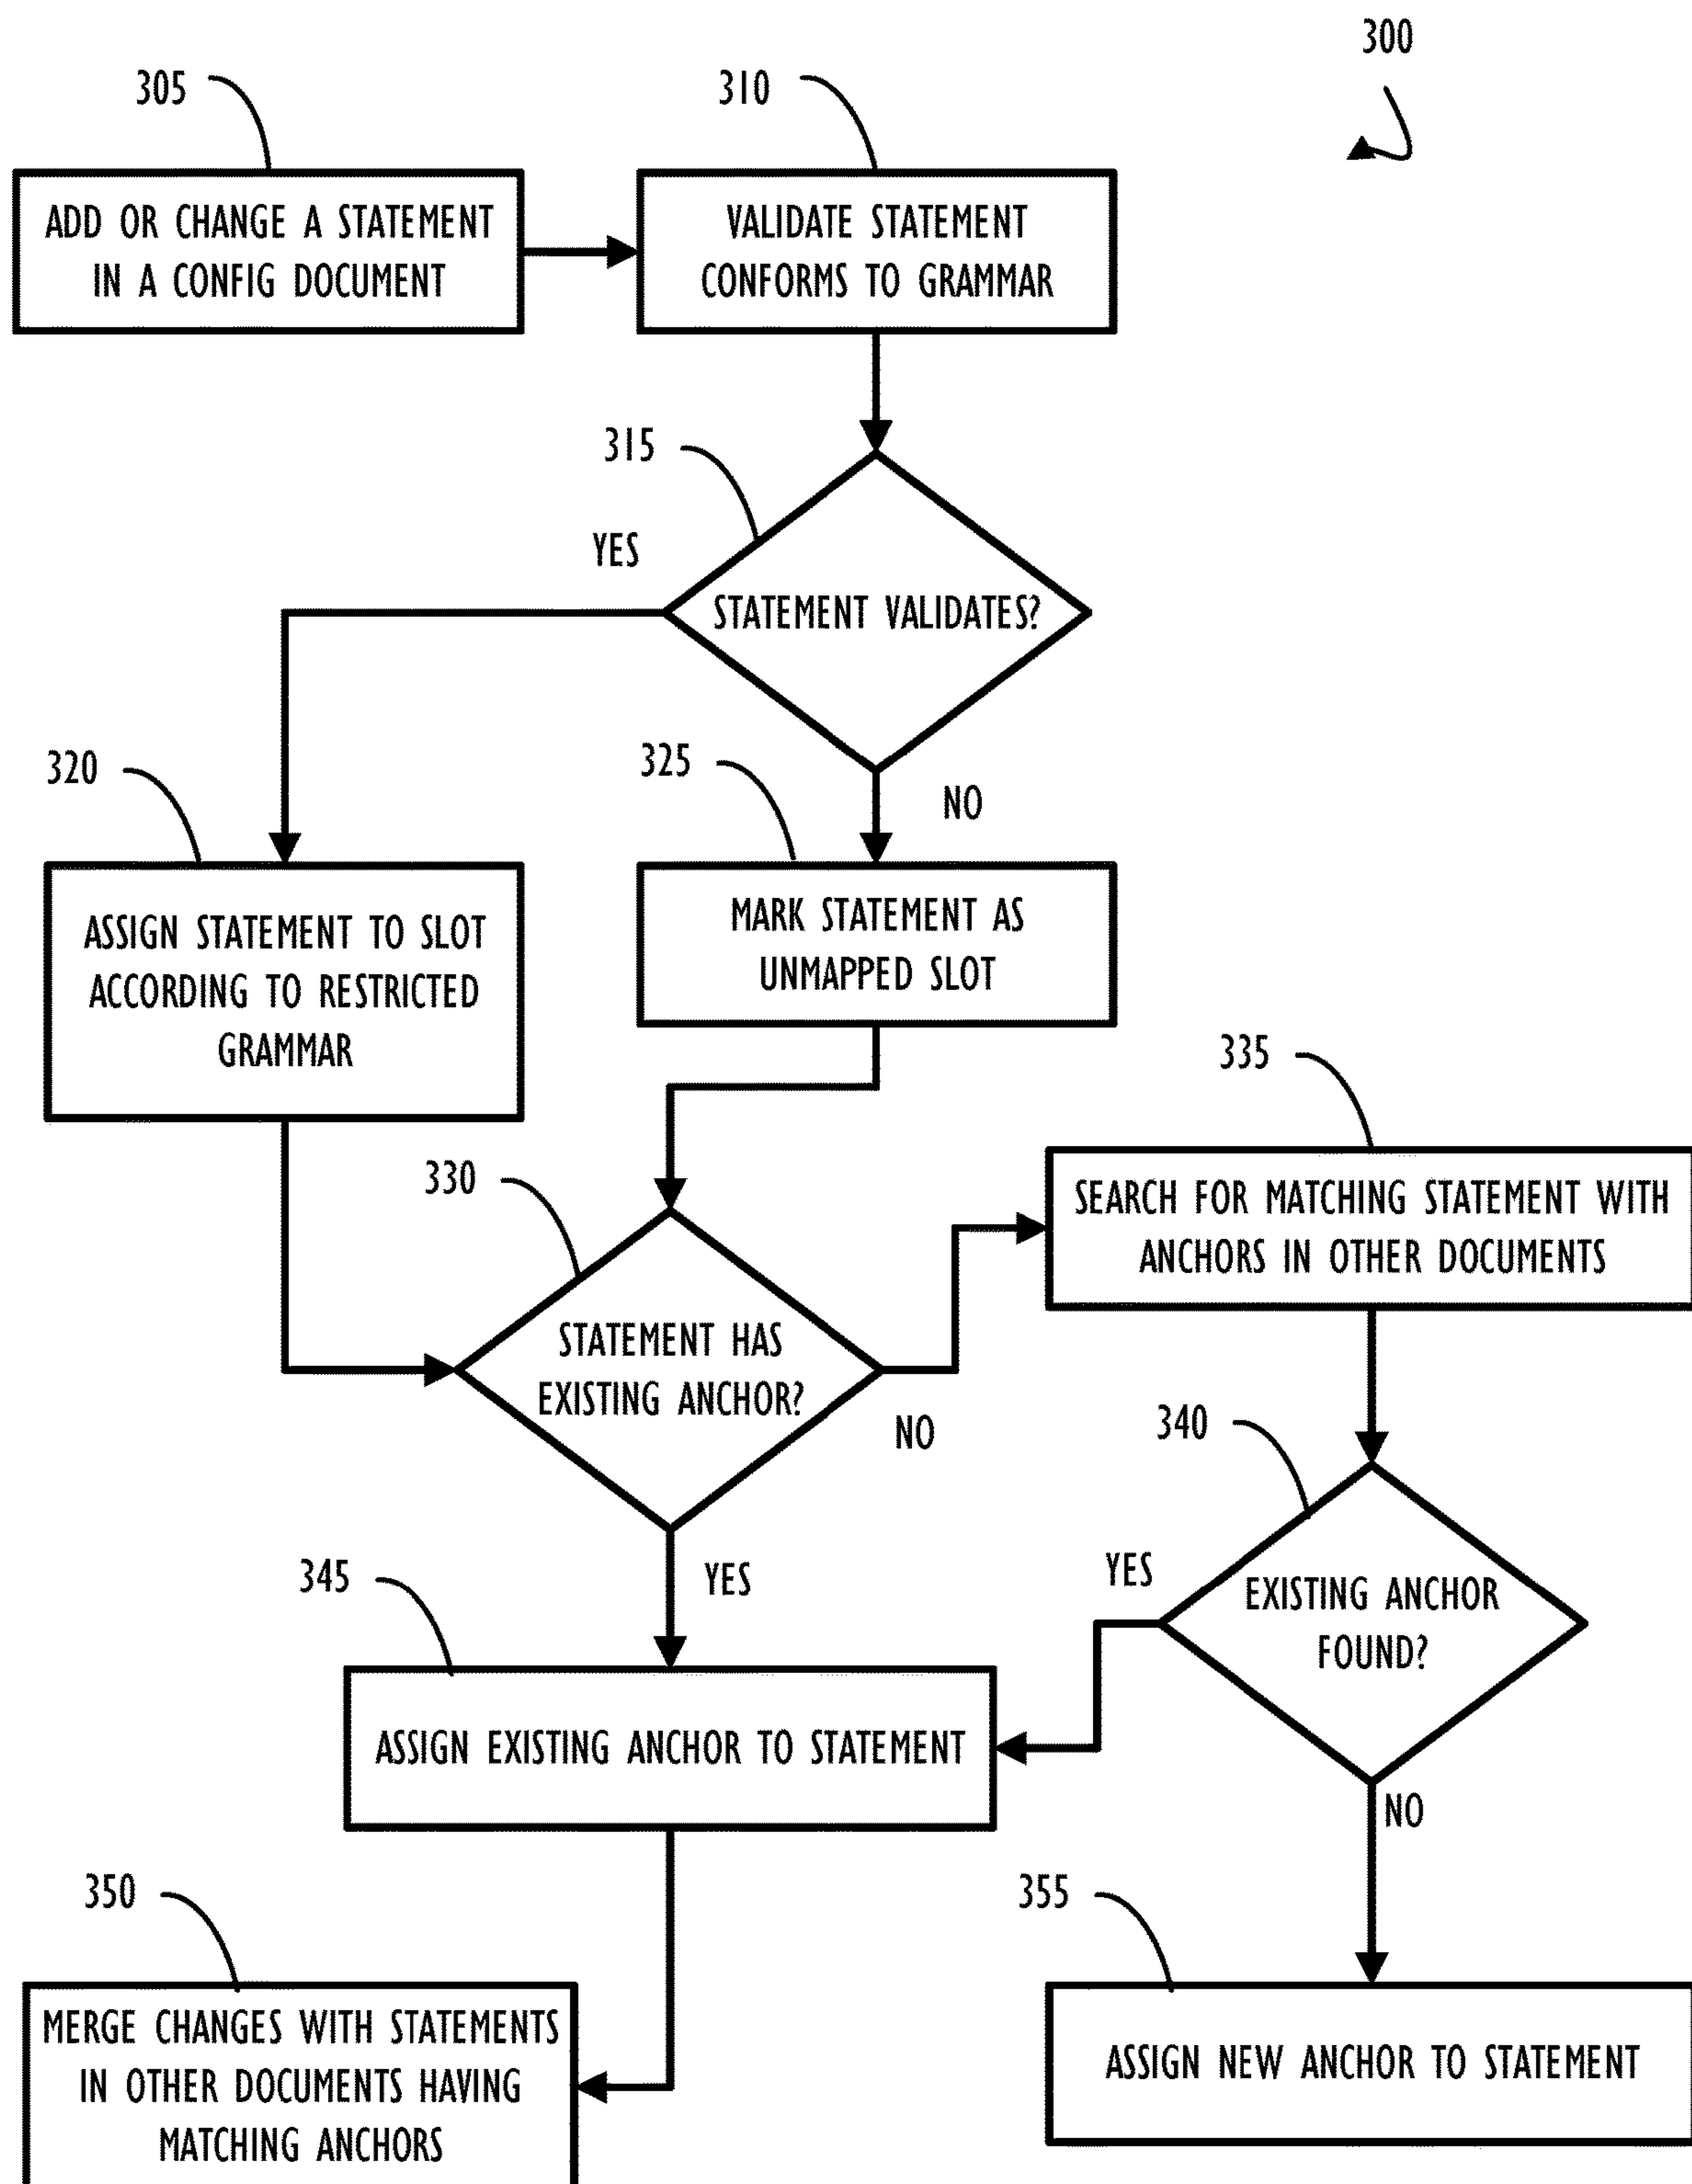 300
305
310
ADD OR CHANGE A STATEMENT
IN A CONFIG DOCUMENT
VALIDATE STATEMENT
CONFORMS TO GRAMMAR
315
YES
STATEMENT VALIDATES?
NO
320
325
ASSIGN STATEMENT TO SLOT
ACCORDING TO RESTRICTED
GRAMMAR
MARK STATEMENT AS
UNMAPPED SLOT
330
335
STATEMENT HAS
EXISTING ANCHOR?
NO
YES
SEARCH FOR MATCHING STATEMENT WITH
ANCHORS IN OTHER DOCUMENTS
340
YES
EXISTING ANCHOR
FOUND?
NO
345
ASSIGN EXISTING ANCHOR TO STATEMENT
350
MERGE CHANGES WITH STATEMENTS
IN OTHER DOCUMENTS HAVING
MATCHING ANCHORS
355
ASSIGN NEW ANCHOR TO STATEMENT